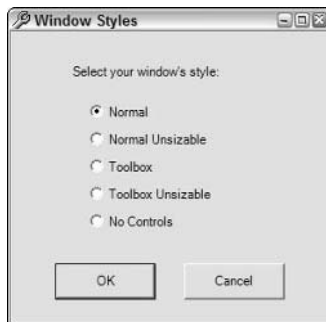 Window Styles
Select your window's style:
Normal
Normal Unsizable
Toolbox
Toolbox Unsizable
No Controls
OK Cancel